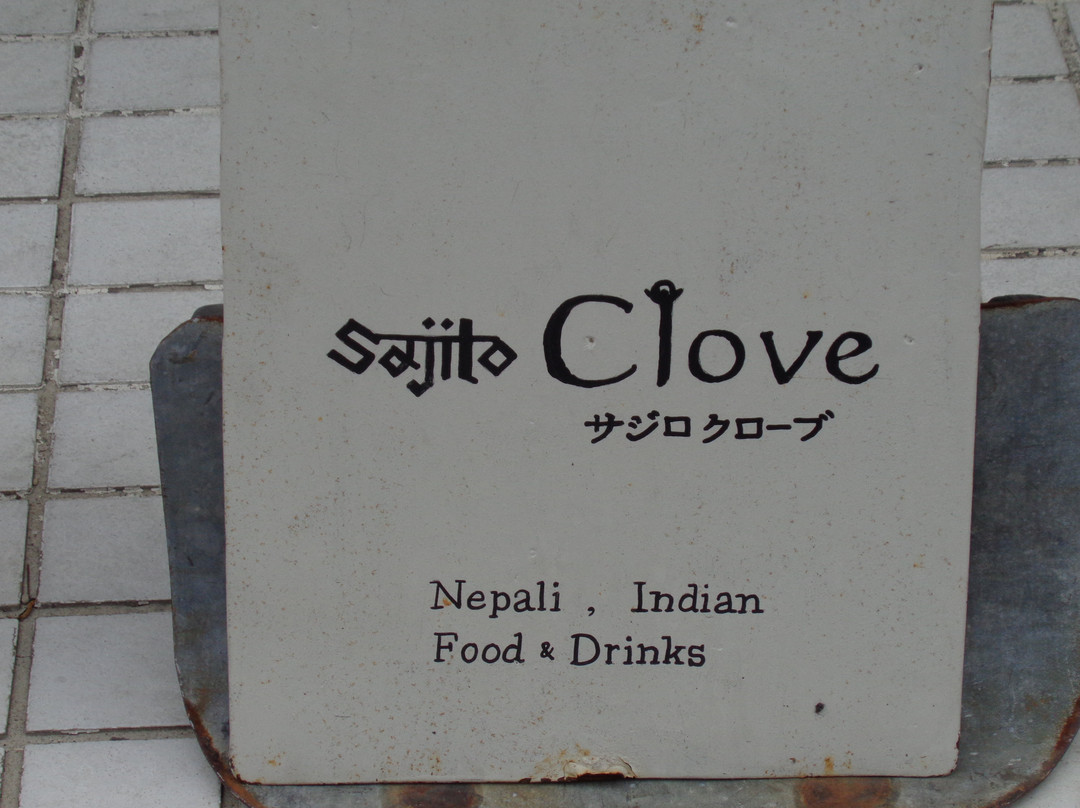 Sajilo Clove
サジロ クローブ
Nepali , Indian
Food & Drinks